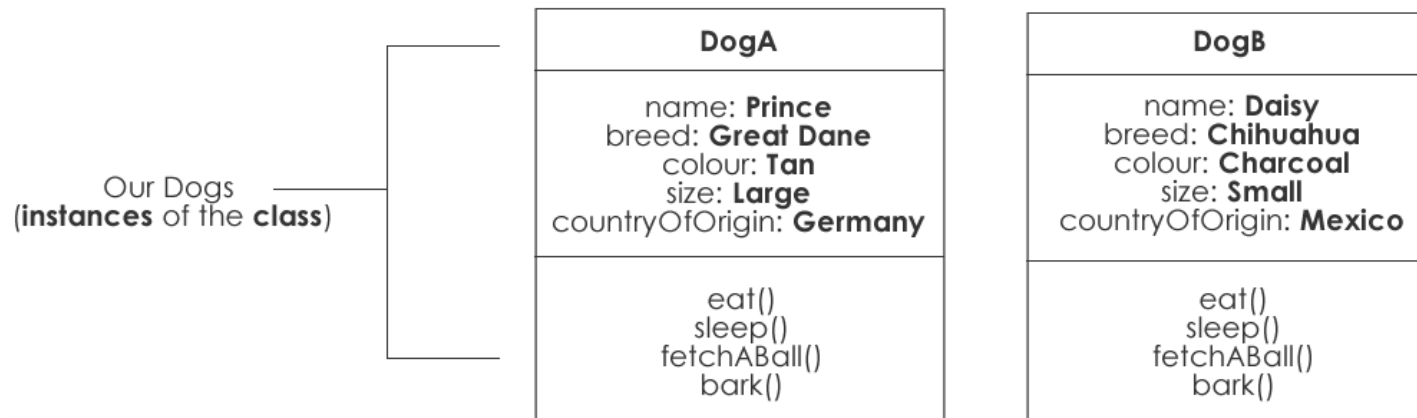 Our Dogs
(instances of the class)
DogA
name: Prince
breed: Great Dane
colour: Tan
size: Large
countryOfOrigin: Germany
eat()
sleep()
fetchABall()
bark()
DogB
name: Daisy
breed: Chihuahua
colour: Charcoal
size: Small
countryOfOrigin: Mexico
eat()
sleep()
fetchABall()
bark()